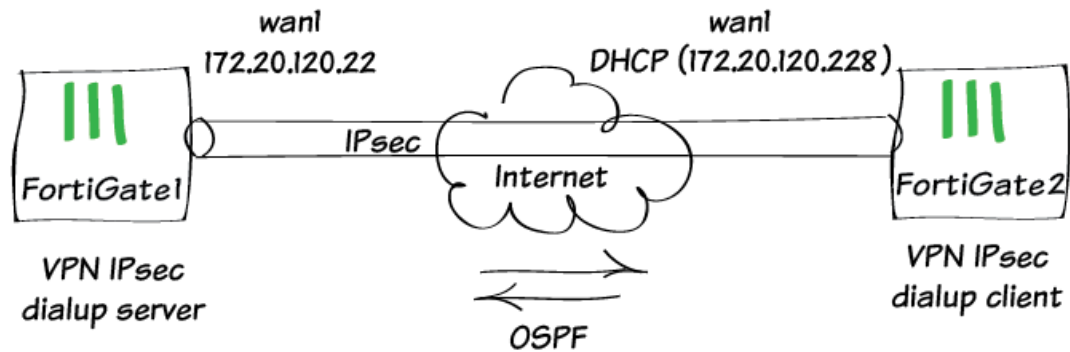 wan1
172.20.120.22
wan1
DHCP (172.20.120.228)
IPsec
Internet
FortiGate1
FortiGate2
VPN IPsec
dialup server
VPN IPsec
dialup client
OSPF